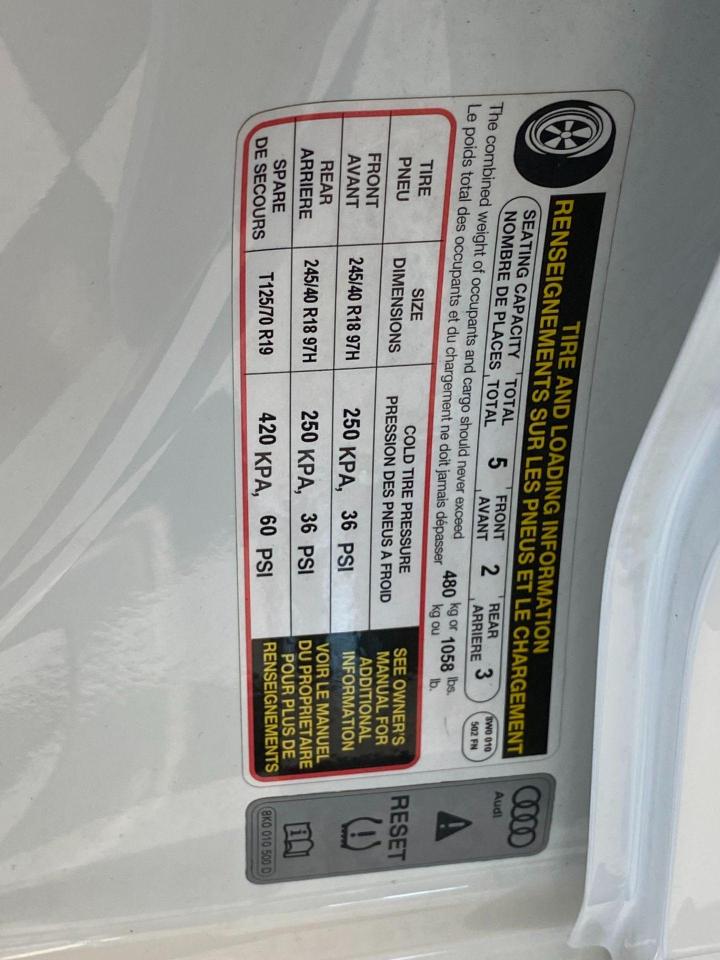 TIRE AND LOADING INFORMATION
RENSEIGNEMENTS SUR LES PNEUS ET LE CHARGEMENT
SEATING CAPACITY TOTAL 5 FRONT 2 REAR 3
NOMBRE DE PLACES TOTAL AVANT ARRIERE
8W0 010
502 FN
The combined weight of occupants and cargo should never exceed 480 kg or 1058 lbs.
Le poids total des occupants et du chargement ne doit jamais dépasser kg ou lb.
TIRE SIZE COLD TIRE PRESSURE
PNEU DIMENSIONS PRESSION DES PNEUS A FROID
FRONT
AVANT 245/40 R18 97H 250 KPA, 36 PSI
REAR
ARRIERE 245/40 R18 97H 250 KPA, 36 PSI
SPARE
DE SECOURS T125/70 R19 420 KPA, 60 PSI
SEE OWNER'S
MANUAL FOR
ADDITIONAL
INFORMATION
VOIR LE MANUEL
DU PROPRIETAIRE
POUR PLUS DE
RENSEIGNEMENTS
Audi
RESET
8K0 010 500 D